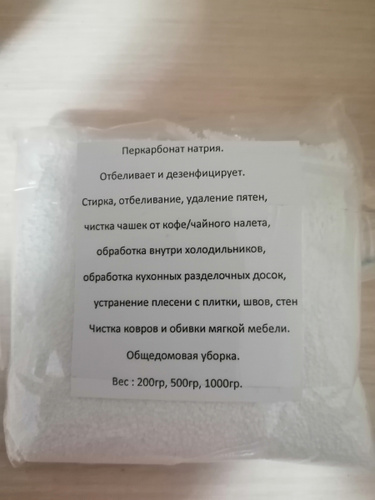 Перкарбонат натрия.
Отбеливает и дезенфицирует.
Стирка, отбеливание, удаление пятен,
чистка чашек от кофе/чайного налета,
обработка внутри холодильников,
обработка кухонных разделочных досок,
устранение плесени с плитки, швов, стен
Чистка ковров и обивки мягкой мебели.
Общедомовая уборка.
Вес : 200гр, 500гр, 1000гр.